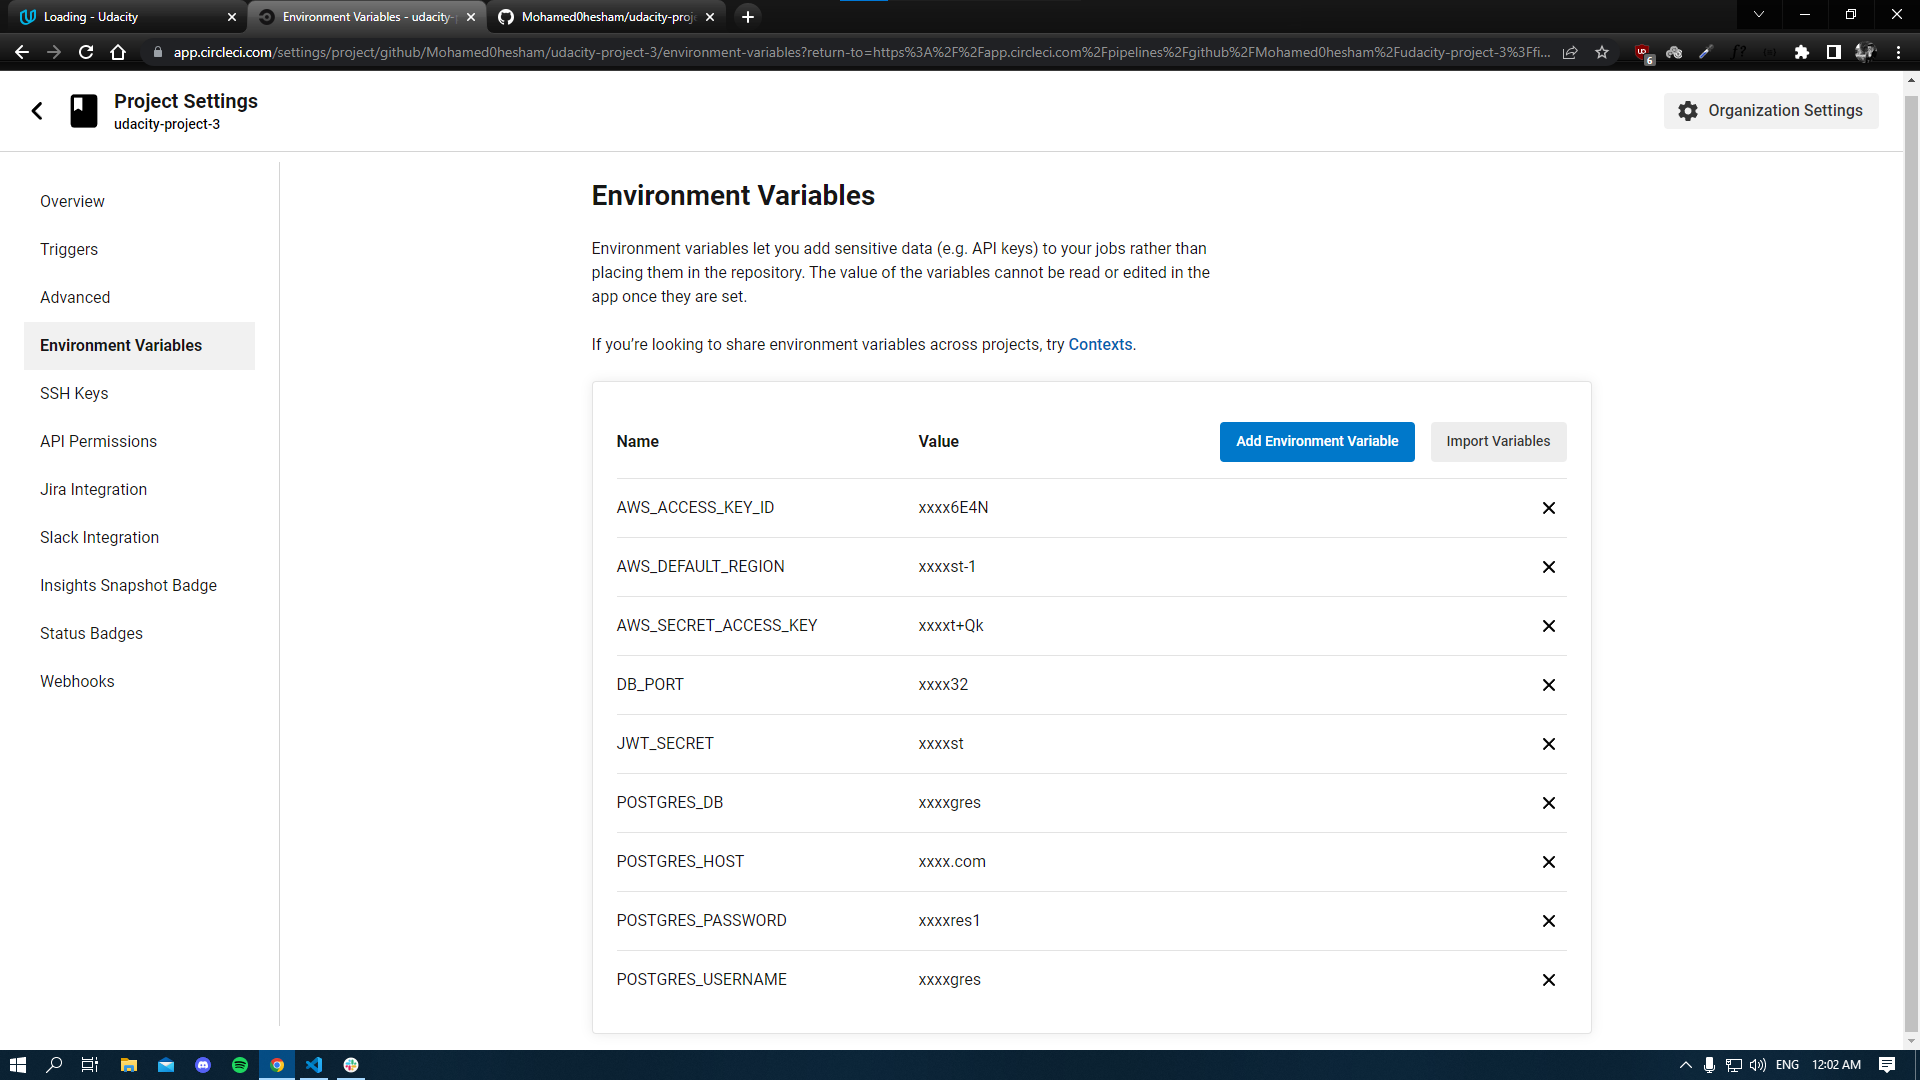 Loading - Udacity
Environment Variables - udacity-
Mohamed0hesham/udacity-proj
app.circleci.com/settings/project/github/Mohamed0hesham/udacity-project-3/environment-variables?return-to=https%3A%2F%2Fapp.circleci.com%2Fpipelines%2Fgithub%2FMohamed0hesham%2Fudacity-project-3%3Ffi...
6
Project Settings
udacity-project-3
Organization Settings
Overview
Triggers
Advanced
Environment Variables
SSH Keys
API Permissions
Jira Integration
Slack Integration
Insights Snapshot Badge
Status Badges
Webhooks
Environment Variables
Environment variables let you add sensitive data (e.g. API keys) to your jobs rather than
placing them in the repository. The value of the variables cannot be read or edited in the
app once they are set.
If you’re looking to share environment variables across projects, try Contexts.
Name Value Add Environment Variable Import Variables
AWS_ACCESS_KEY_ID xxxx6E4N
AWS_DEFAULT_REGION xxxxst-1
AWS_SECRET_ACCESS_KEY xxxxt+Qk
DB_PORT xxxx32
JWT_SECRET xxxxst
POSTGRES_DB xxxxgres
POSTGRES_HOST xxxx.com
POSTGRES_PASSWORD xxxxres1
POSTGRES_USERNAME xxxxgres
ENG 12:02 AM